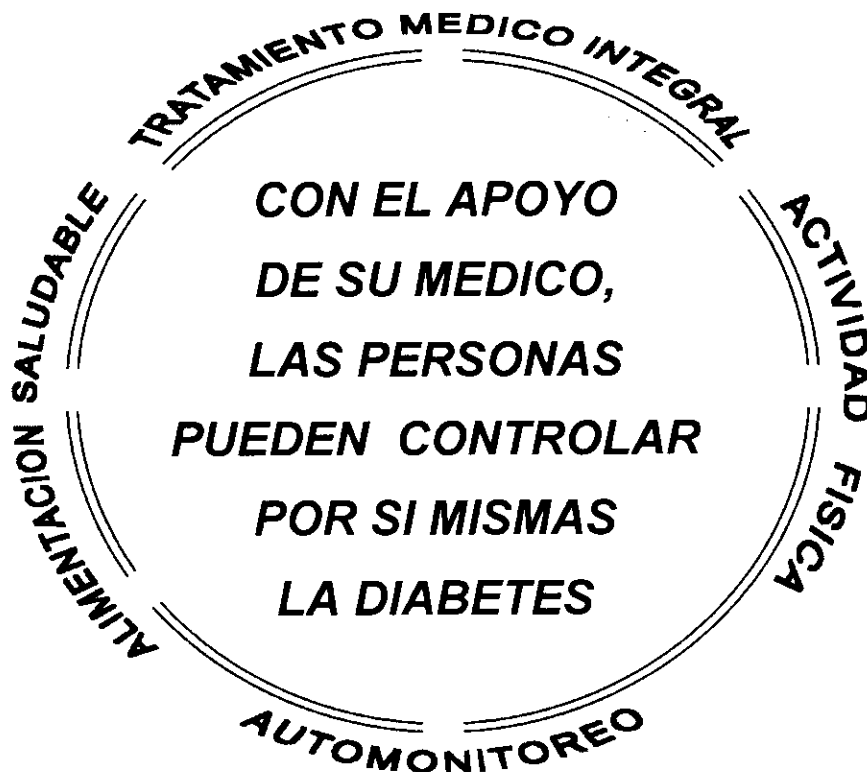 TRATAMIENTO MEDICO INTEGRAL
ACTIVIDAD FISICA
AUTOMONITOREO
ALIMENTACION SALUDABLE
CON EL APOYO
DE SU MEDICO,
LAS PERSONAS
PUEDEN CONTROLAR
POR SI MISMAS
LA DIABETES